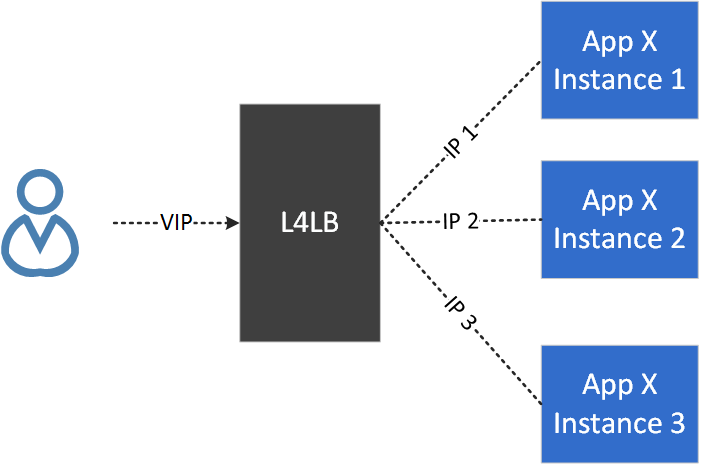 VIP
L4LB
IP 1
IP 2
IP 3
App X
Instance 1
App X
Instance 2
App X
Instance 3